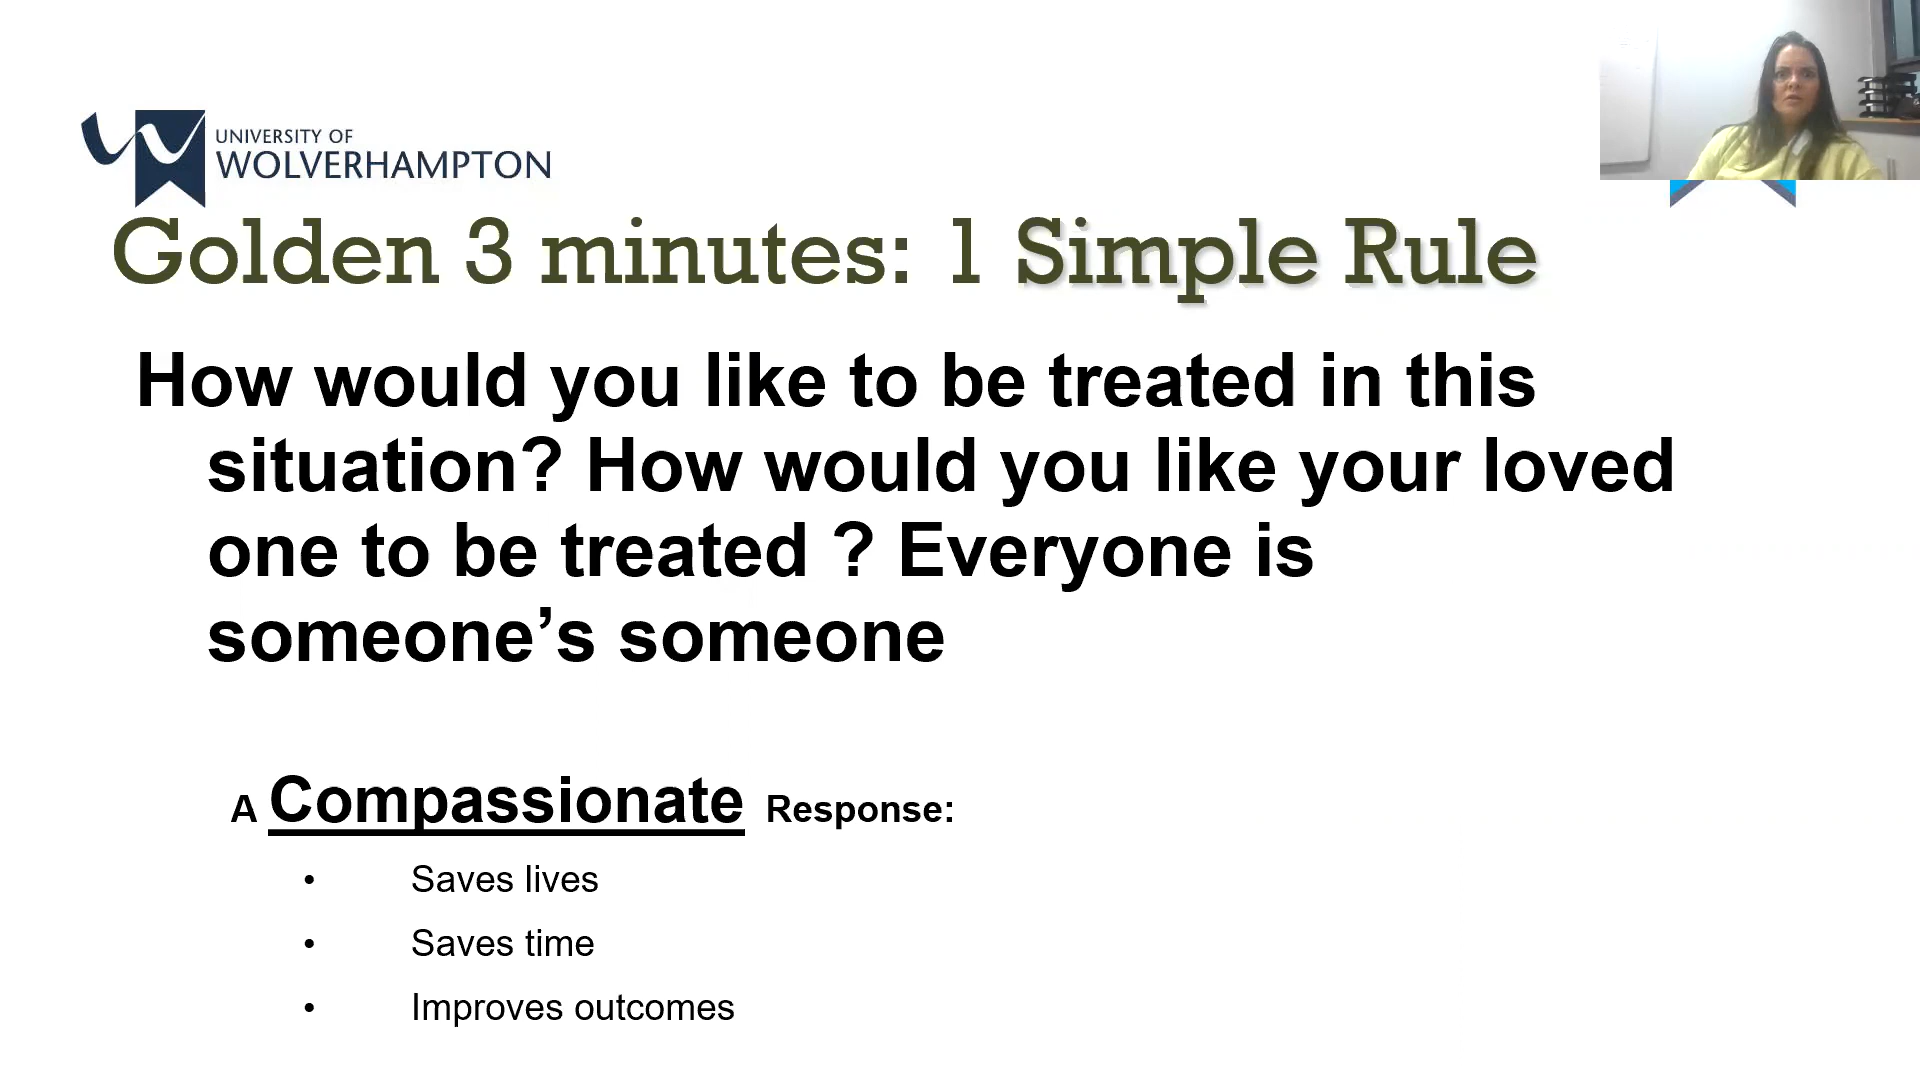 UNIVERSITY OF
WOLVERHAMPTON
Golden 3 minutes: 1 Simple Rule
How would you like to be treated in this
situation? How would you like your loved
one to be treated ? Everyone is
someone’s someone
A Compassionate Response:
• Saves lives
• Saves time
• Improves outcomes